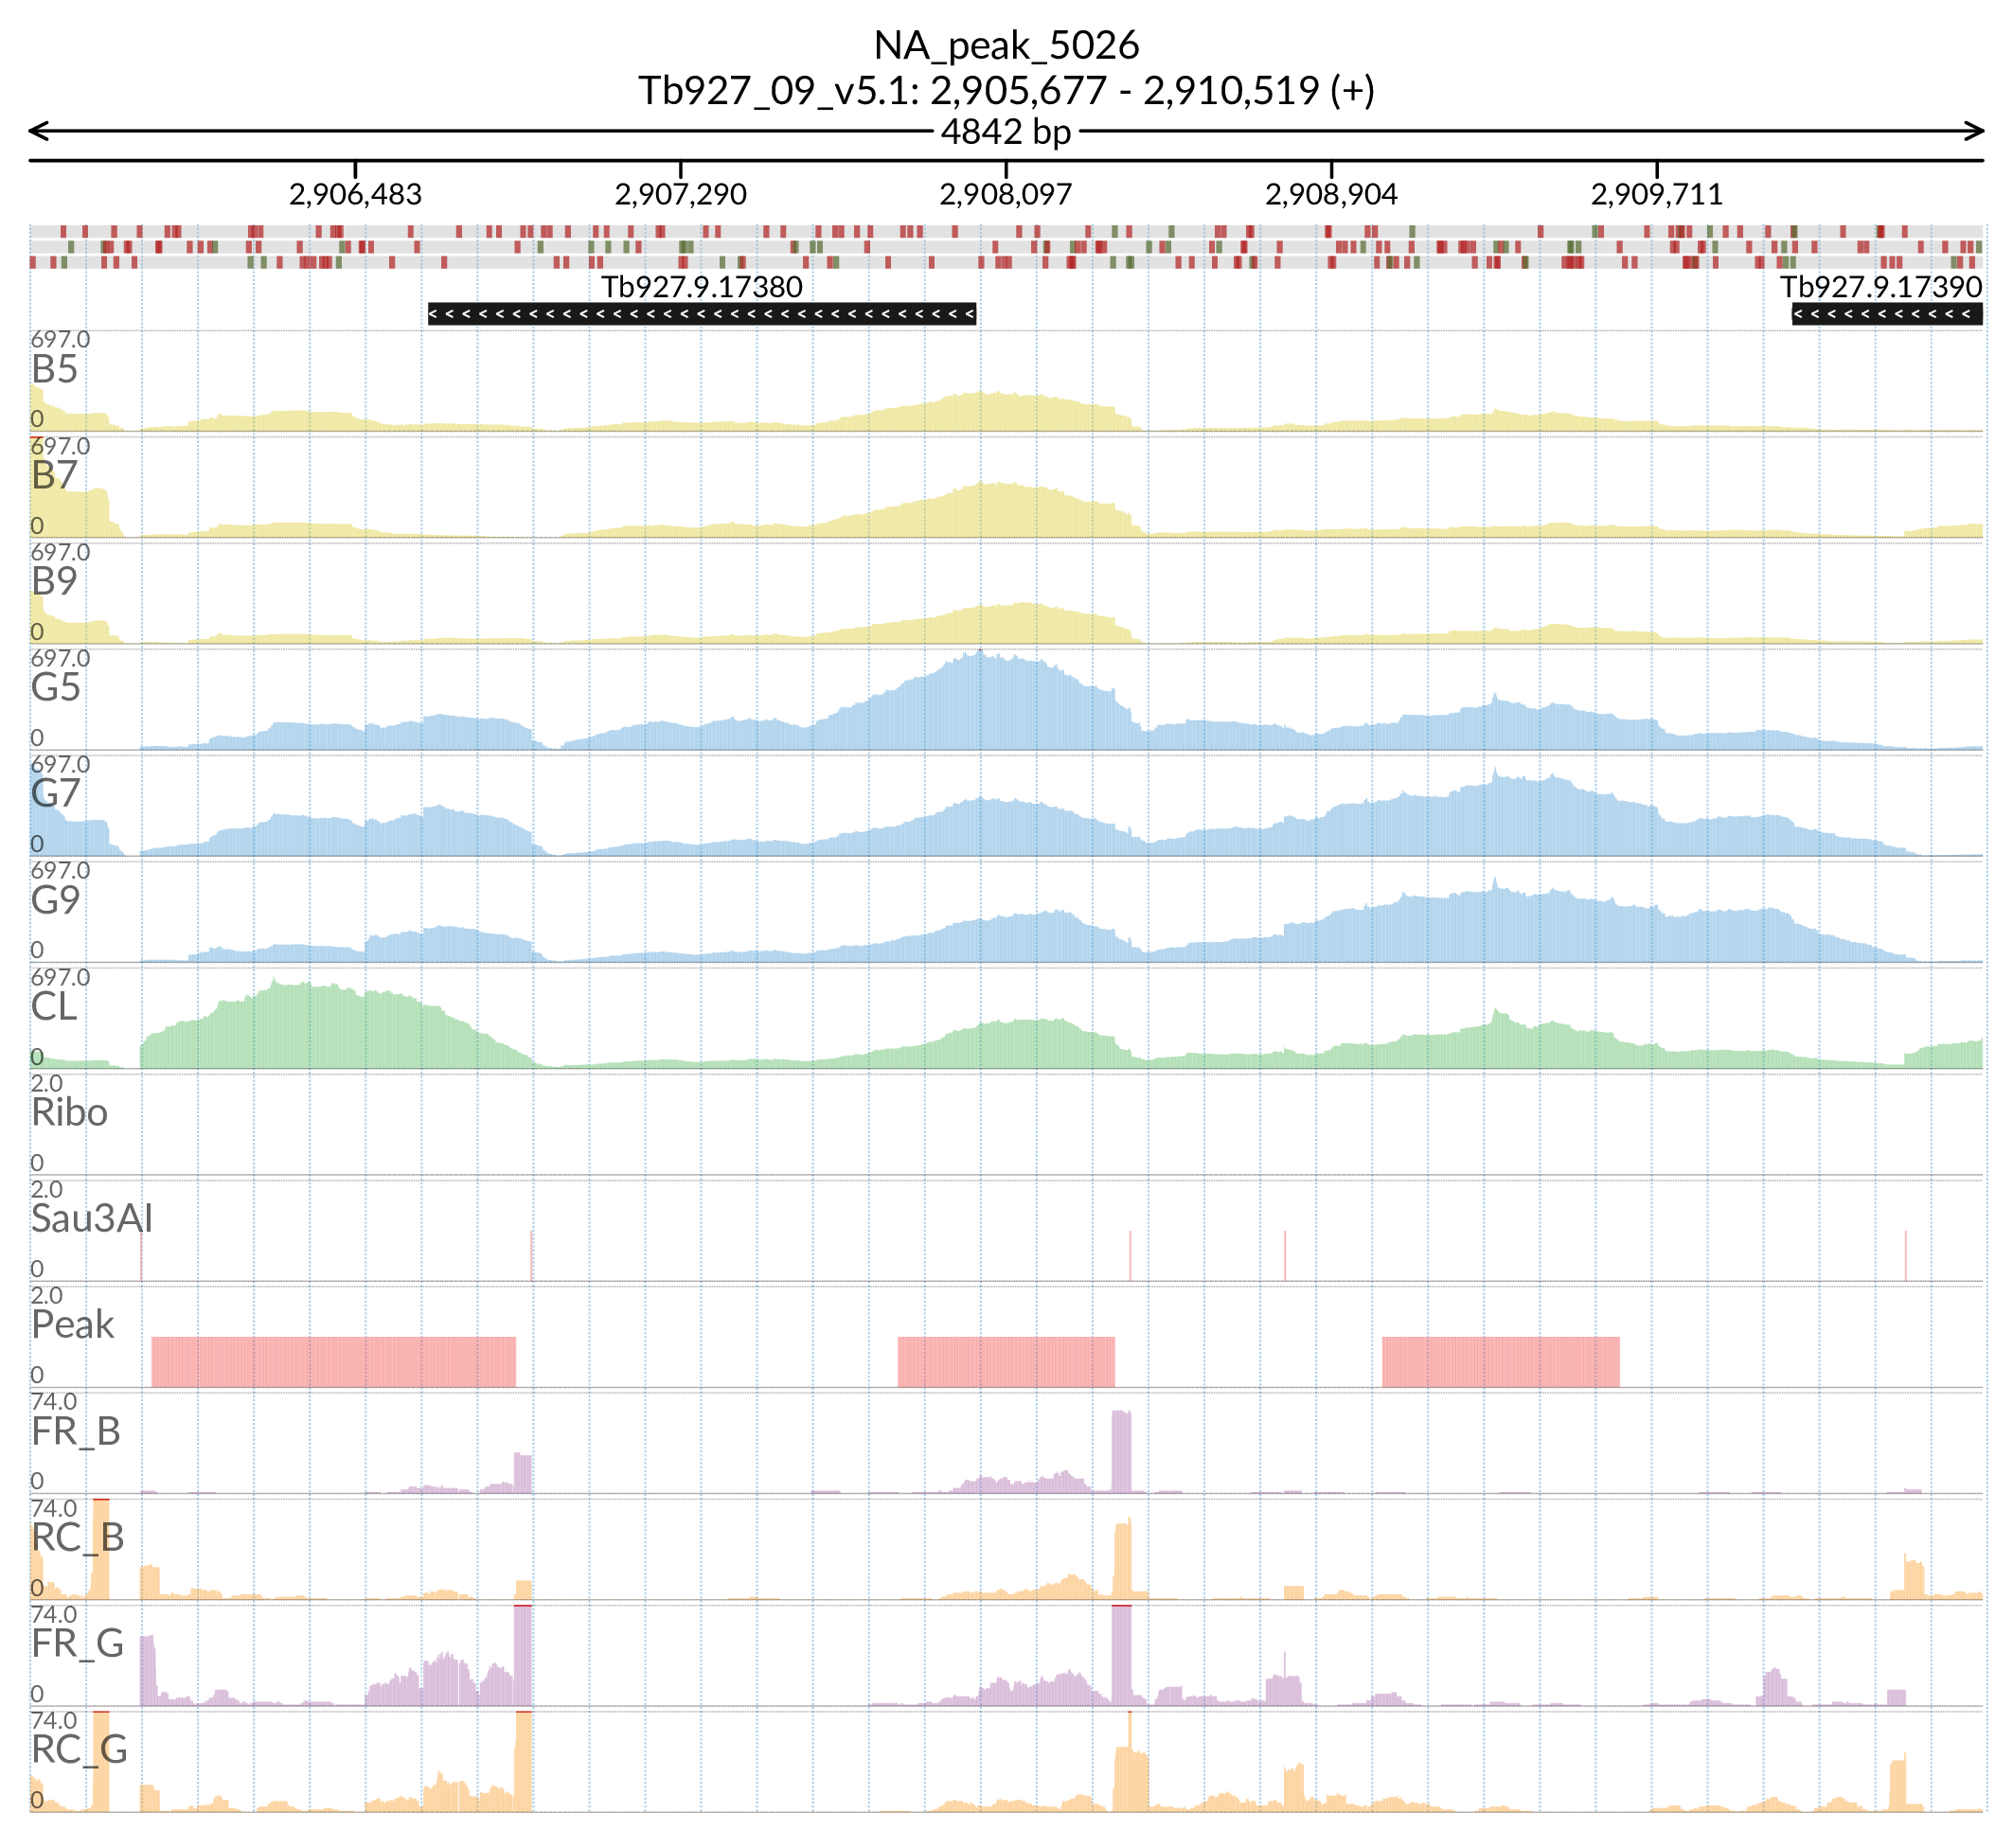 NA_peak_5026
Tb927_09_v5.1: 2,905,677 - 2,910,519 (+)
4842 bp
2,906,483 2,907,290 2,908,097 2,908,904 2,909,711
Tb927.9.17380 Tb927.9.17390
697.0
B5
0
697.0
B7
0
697.0
B9
0
697.0
G5
0
697.0
G7
0
697.0
G9
0
697.0
CL
0
2.0
Ribo
0
2.0
Sau3AI
0
2.0
Peak
0
74.0
FR_B
0
74.0
RC_B
0
74.0
FR_G
0
74.0
RC_G
0